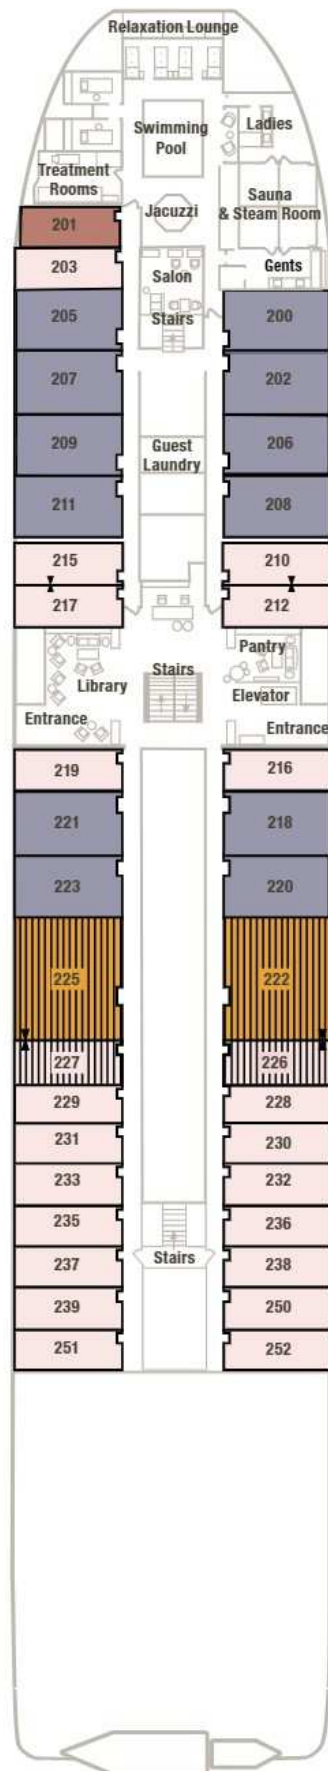 Relaxation Lounge
Swimming
Pool
Ladies
Treatment
Rooms
Sauna
& Steam Room
201
Jacuzzi
203
Salon
Gents
205
Stairs
200
207
202
209
Guest
Laundry
206
211
208
215
210
217
212
Pantry
Stairs
Library
Elevator
Entrance
Entrance
219
216
221
218
223
220
225
222
227
226
229
228
231
230
233
232
235
236
237
Stairs
238
239
250
251
252